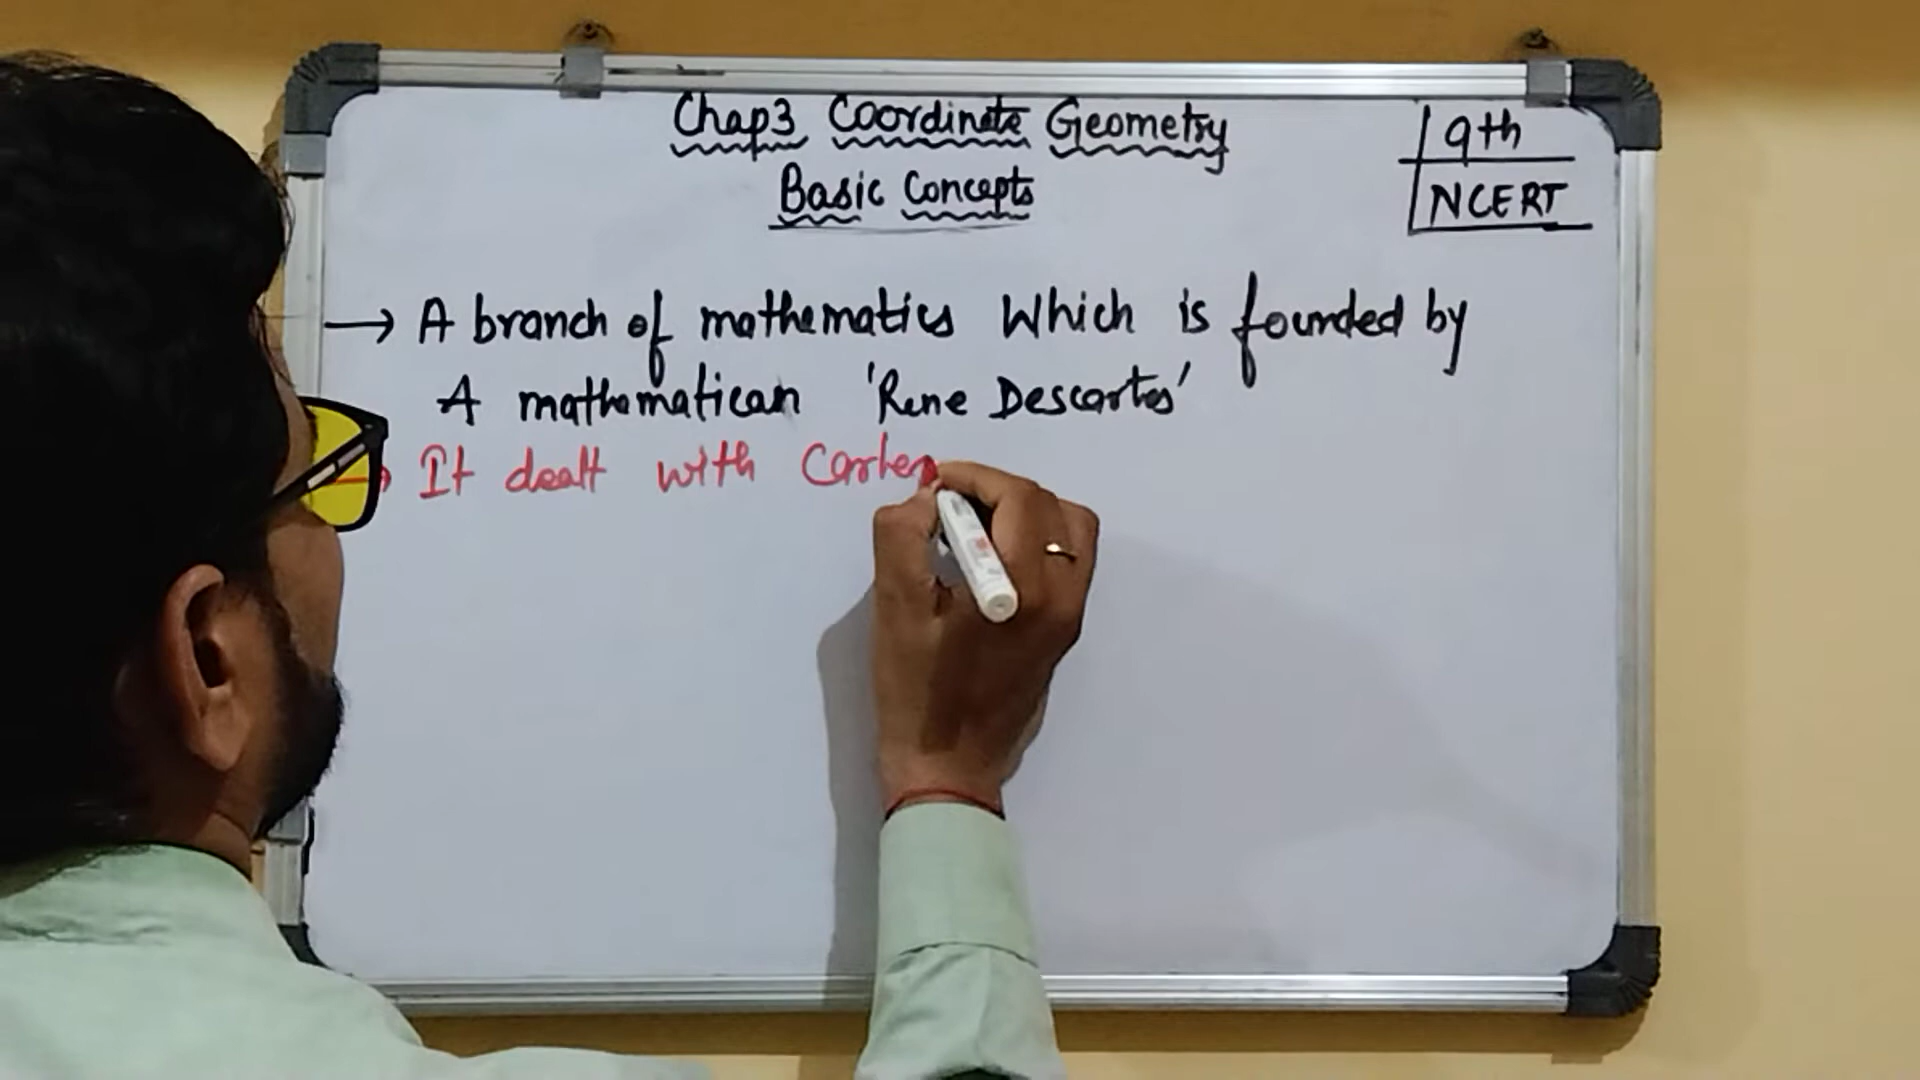 Chap3 Coordinate Geometry
Basic Concepts
9th
NCERT
→ A branch of mathematics Which is founded by
A mathematican 'Rene Descartes'
→ It dealt with Cartes